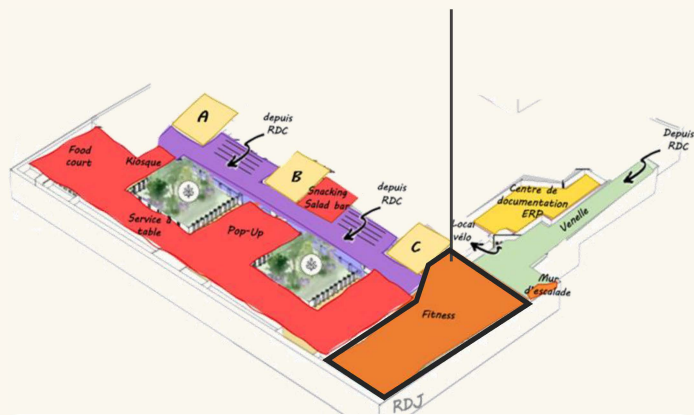 A
depuis
RDC
Food
court
Kiosque
B
Snacking
Salad bar
depuis
RDC
Depuis
RDC
Centre de
documentation
ERP
Service à
table
Pop-Up
C
Local
vélo
Venelle
Mur
d'escalade
Fitness
RDJ